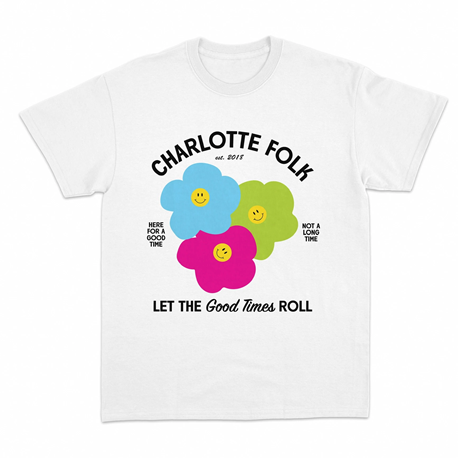 CHARLOTTE FOLK
est. 2018
HERE
FOR A
GOOD
TIME
NOT A
LONG
TIME
LET THE Good Times ROLL